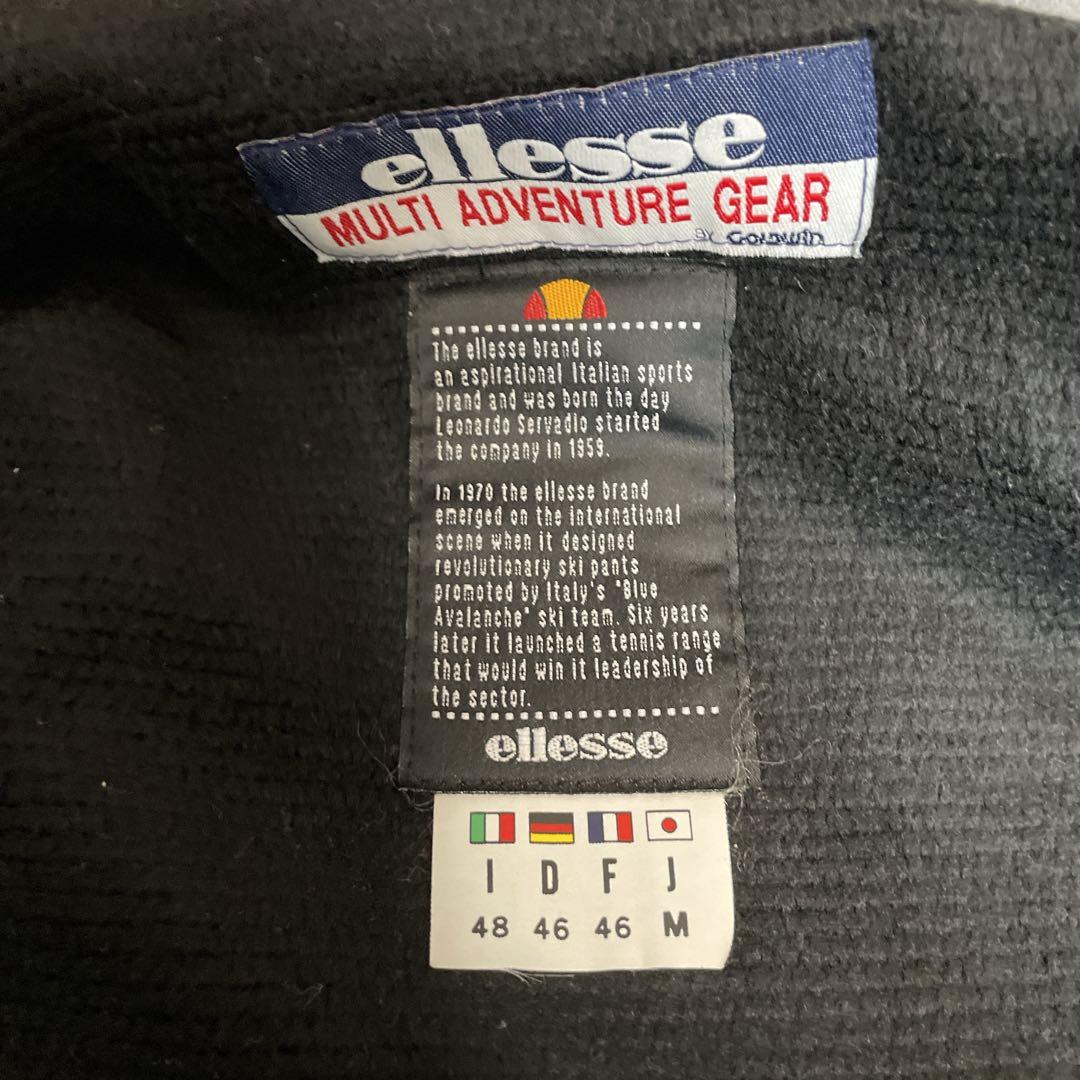 ellesse
MULTI ADVENTURE GEAR
BY GOLDWIN
The ellesse brand is
an aspirational Italian sports
brand and was born the day
Leonardo Servadio started
the company in 1959.
In 1970 the ellesse brand
emerged on the international
scene when it designed
revolutionary ski pants
promoted by Italy's "Blue
Avalanche" ski team. Six years
later it launched a tennis range
that would win it leadership of
the sector.
ellesse
I D F J
48 46 46 M